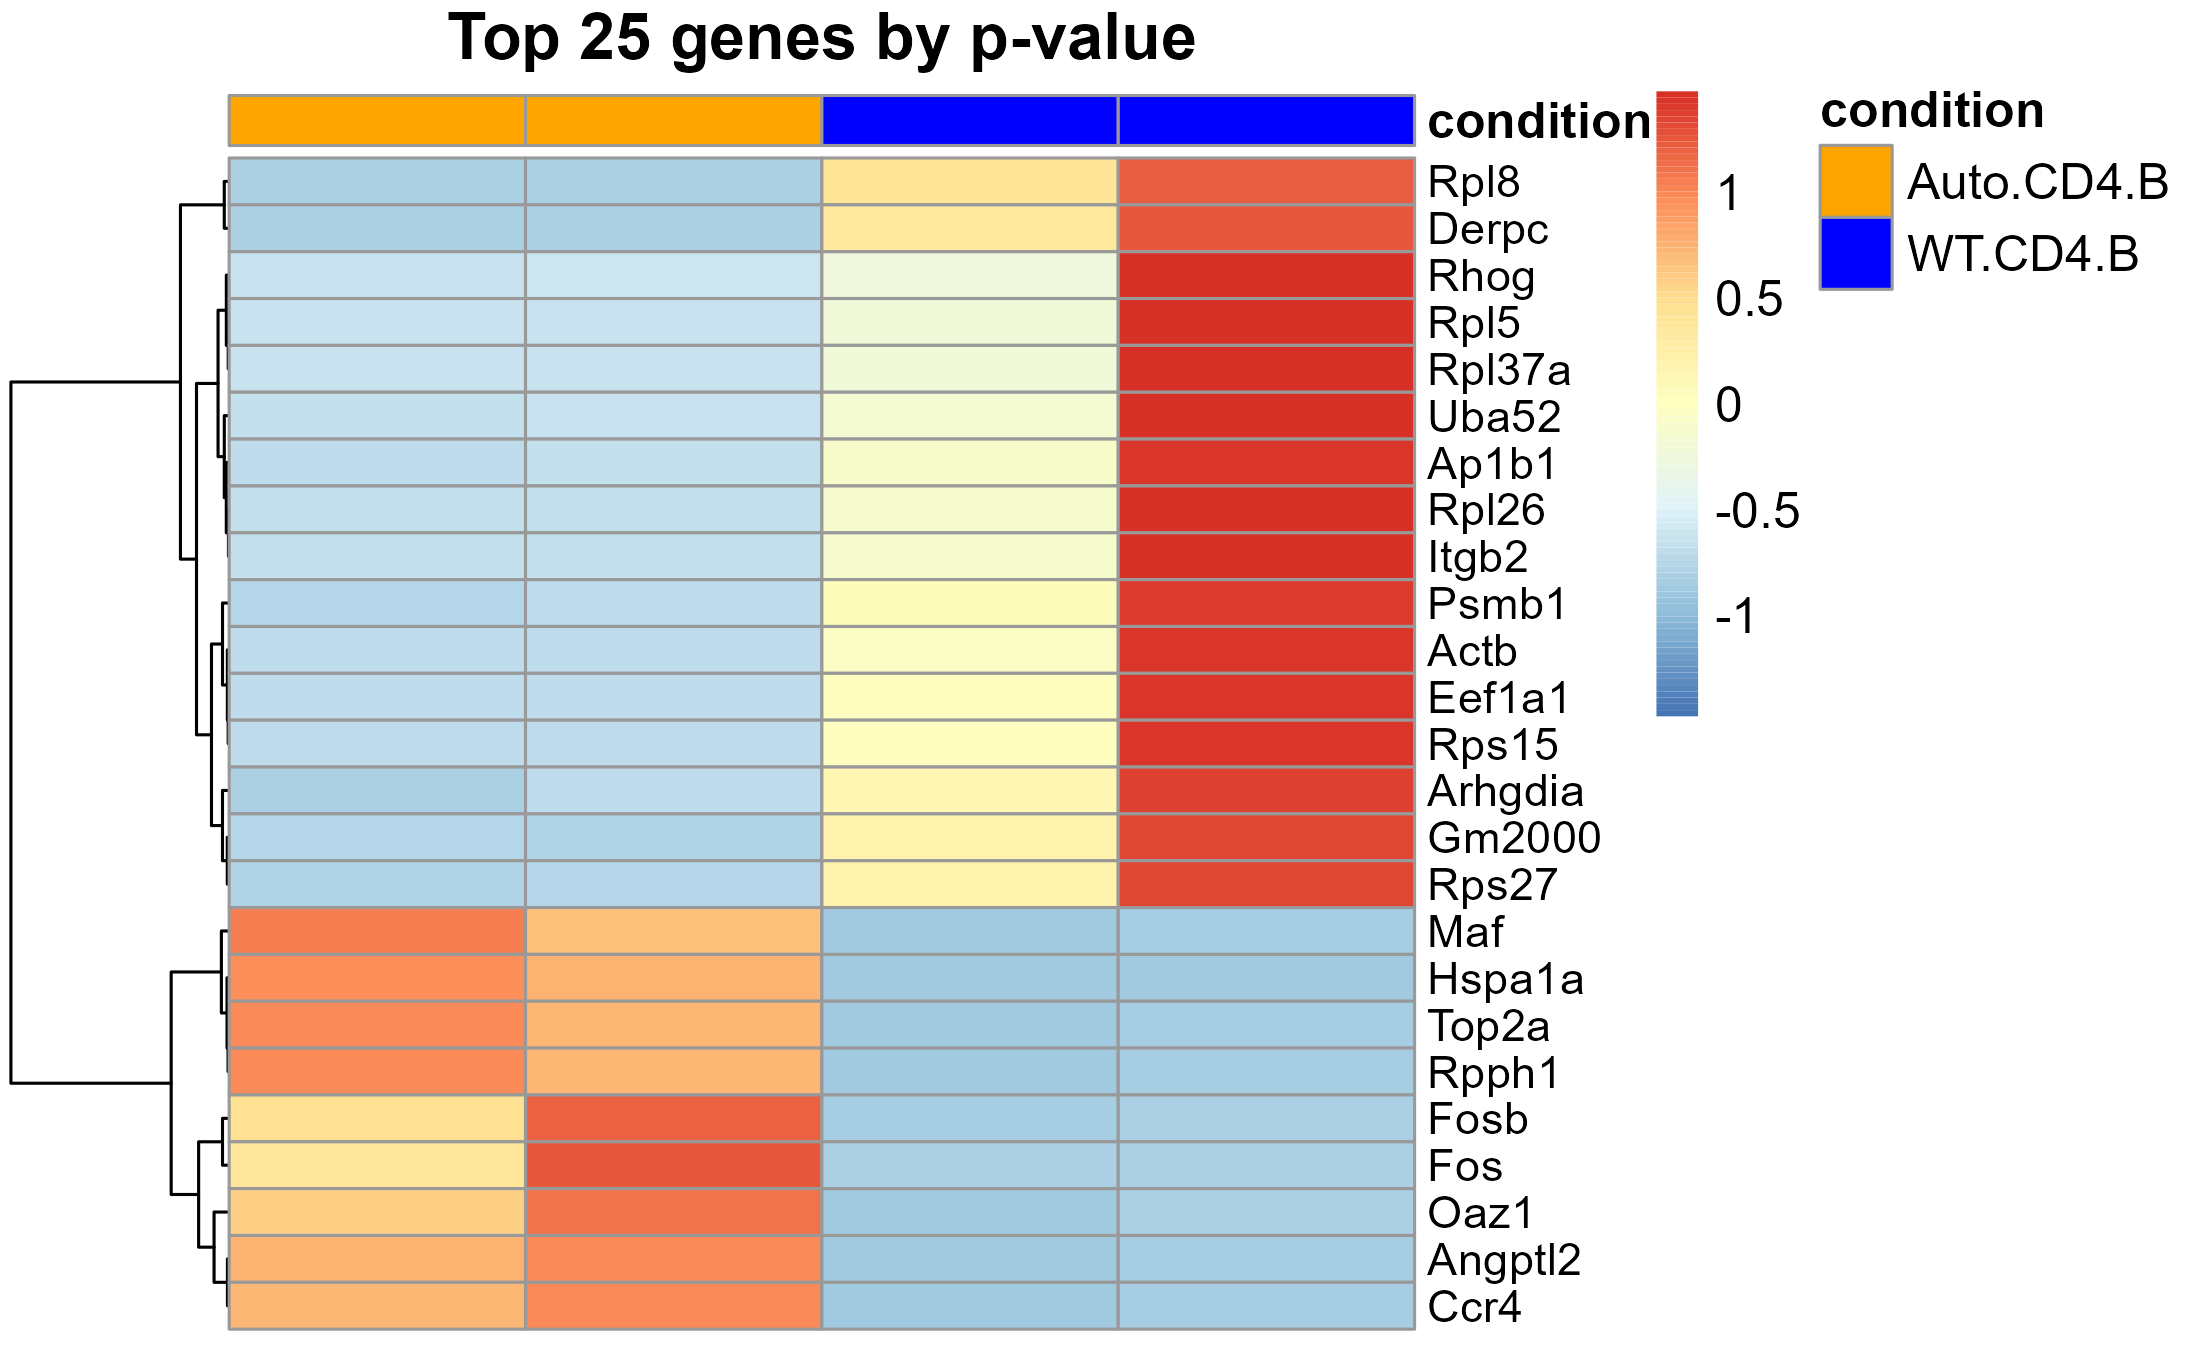 Top 25 genes by p-value
condition
Rpl8
Derpc
Rhog
Rpl5
Rpl37a
Uba52
Ap1b1
Rpl26
Itgb2
Psmb1
Actb
Eef1a1
Rps15
Arhgdia
Gm2000
Rps27
Maf
Hspa1a
Top2a
Rpph1
Fosb
Fos
Oaz1
Angptl2
Ccr4
1
0.5
0
-0.5
-1
condition
Auto.CD4.B
WT.CD4.B